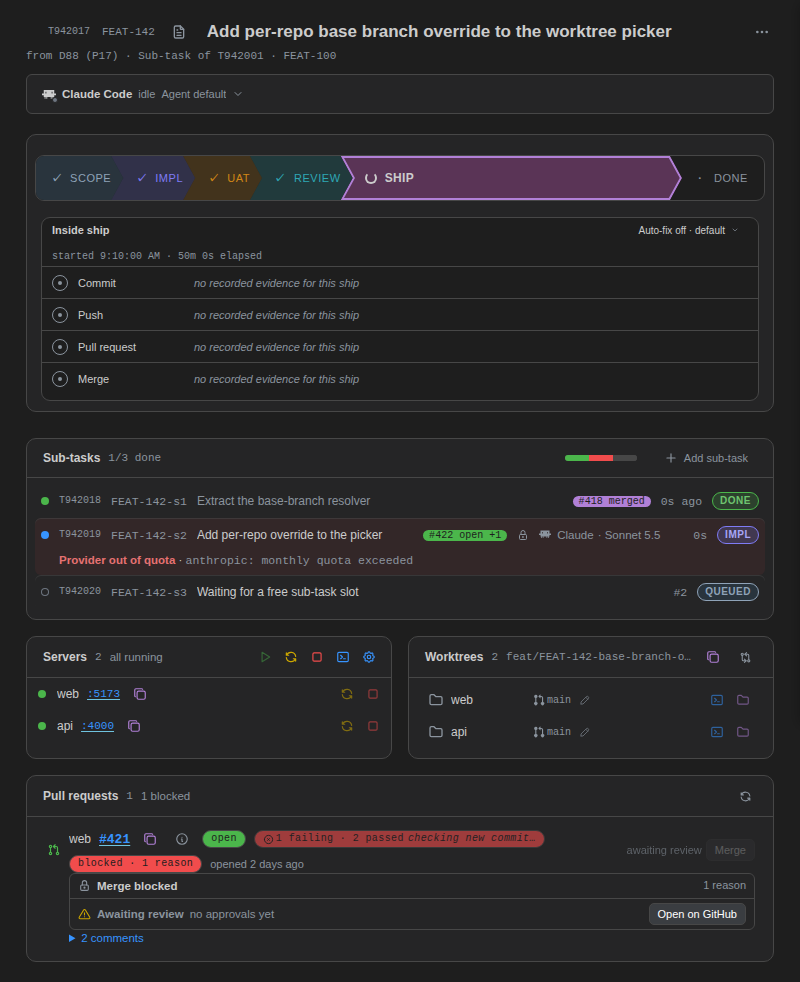 T942017 FEAT-142 Add per-repo base branch override to the worktree picker
from D88 (P17) · Sub-task of T942001 · FEAT-100
Claude Code idle Agent default
SCOPE IMPL UAT REVIEW SHIP DONE
Inside ship Auto-fix off · default
started 9:10:00 AM · 50m 0s elapsed
Commit no recorded evidence for this ship
Push no recorded evidence for this ship
Pull request no recorded evidence for this ship
Merge no recorded evidence for this ship
Sub-tasks 1/3 done Add sub-task
T942018 FEAT-142-s1 Extract the base-branch resolver #418 merged 0s ago DONE
T942019 FEAT-142-s2 Add per-repo override to the picker #422 open +1 Claude · Sonnet 5.5 0s IMPL
Provider out of quota · anthropic: monthly quota exceeded
T942020 FEAT-142-s3 Waiting for a free sub-task slot #2 QUEUED
Servers 2 all running
web :5173
api :4000
Worktrees 2 feat/FEAT-142-base-branch-o…
web main
api main
Pull requests 1 1 blocked
web #421 open 1 failing · 2 passed checking new commit…
blocked · 1 reason opened 2 days ago
awaiting review Merge
Merge blocked 1 reason
Awaiting review no approvals yet Open on GitHub
2 comments